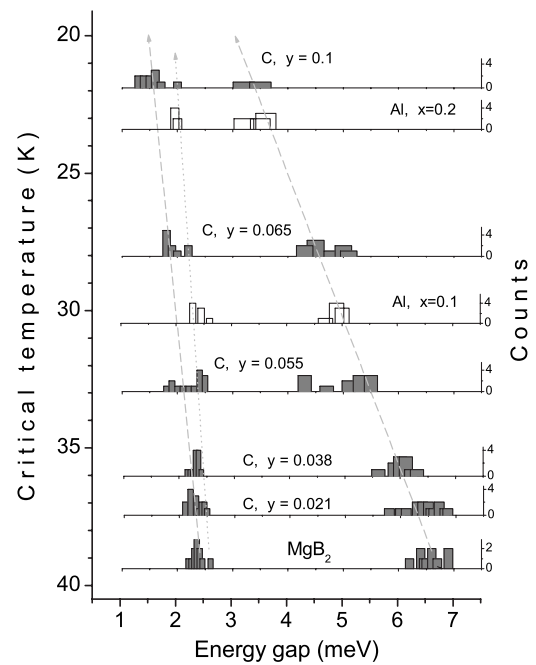 20
C, y = 0.1
4
0
Al, x=0.2
4
0
25
C, y = 0.065
4
0
30
Al, x=0.1
4
0
C, y = 0.055
4
0
35
C, y = 0.038
4
0
C, y = 0.021
4
0
MgB2
2
0
40
1 2 3 4 5 6 7
Energy gap (meV)
Critical temperature (K)
Counts